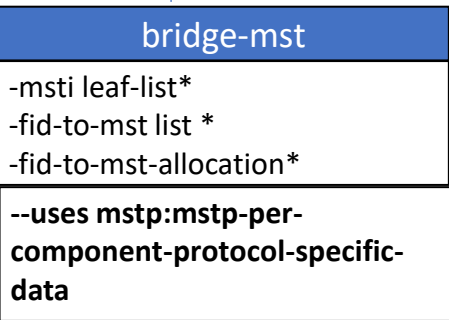 bridge-mst
-msti leaf-list*
-fid-to-mst list *
-fid-to-mst-allocation*
--uses mstp:mstp-per-
component-protocol-specific-
data